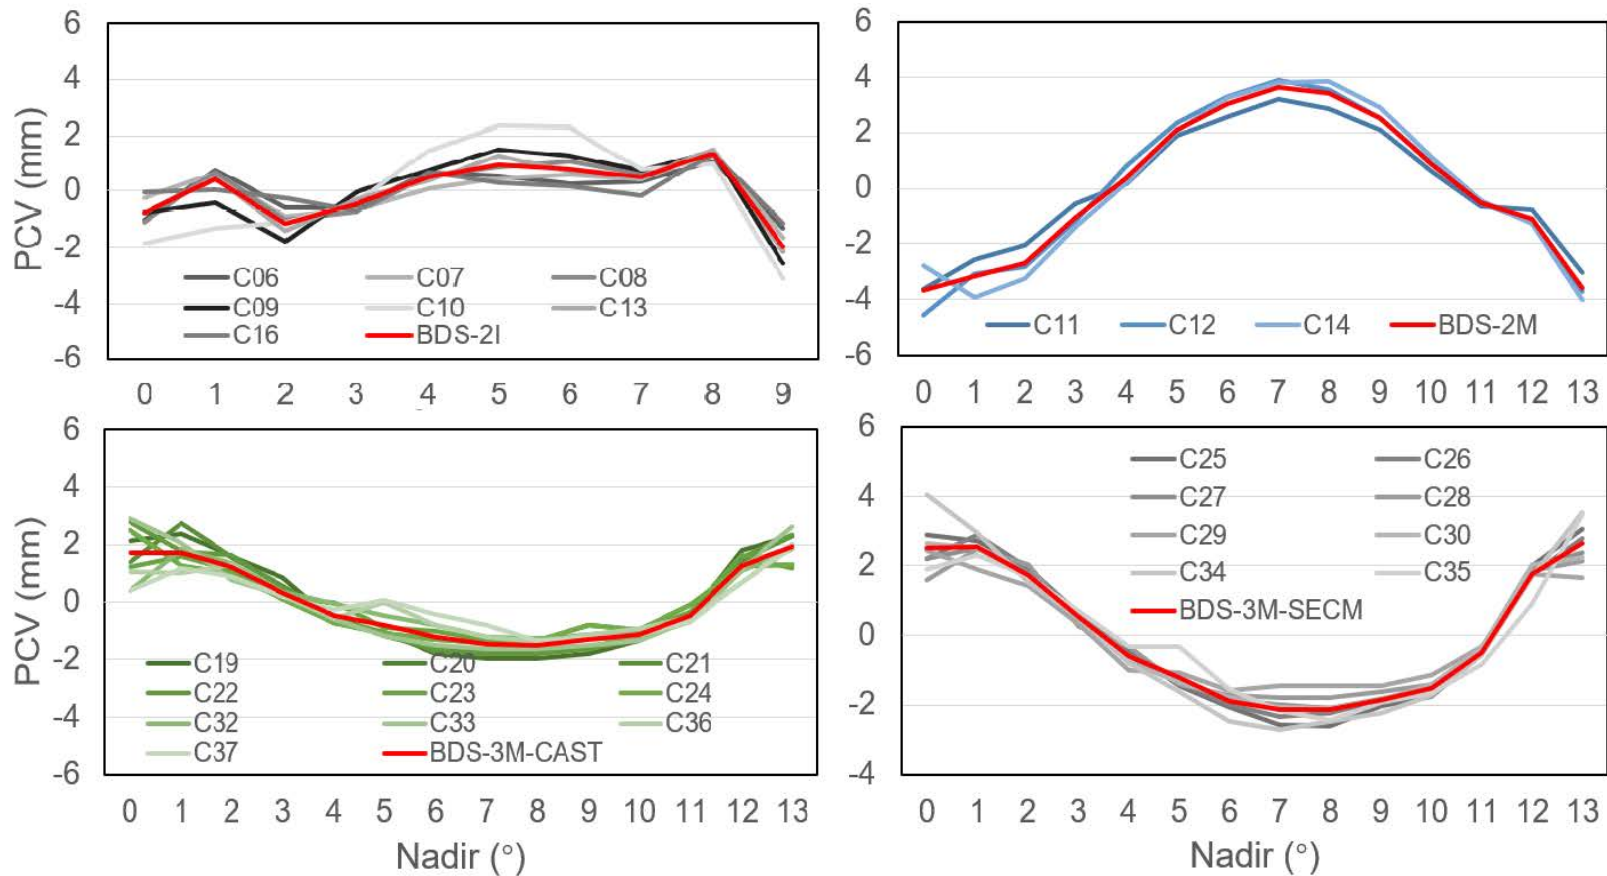 6
4
2
0
-2
-4
-6
PCV (mm)
C06 C07 C08
C09 C10 C13
C16 BDS-2I
0 1 2 3 4 5 6 7 8 9
6
4
2
0
-2
-4
-6
C11 C12 C14 BDS-2M
0 1 2 3 4 5 6 7 8 9 10 11 12 13
6
4
2
0
-2
-4
-6
PCV (mm)
C19 C20 C21
C22 C23 C24
C32 C33 C36
C37 BDS-3M-CAST
0 1 2 3 4 5 6 7 8 9 10 11 12 13
Nadir (°)
6
4
2
0
-2
-4
C25 C26
C27 C28
C29 C30
C34 C35
BDS-3M-SECM
0 1 2 3 4 5 6 7 8 9 10 11 12 13
Nadir (°)